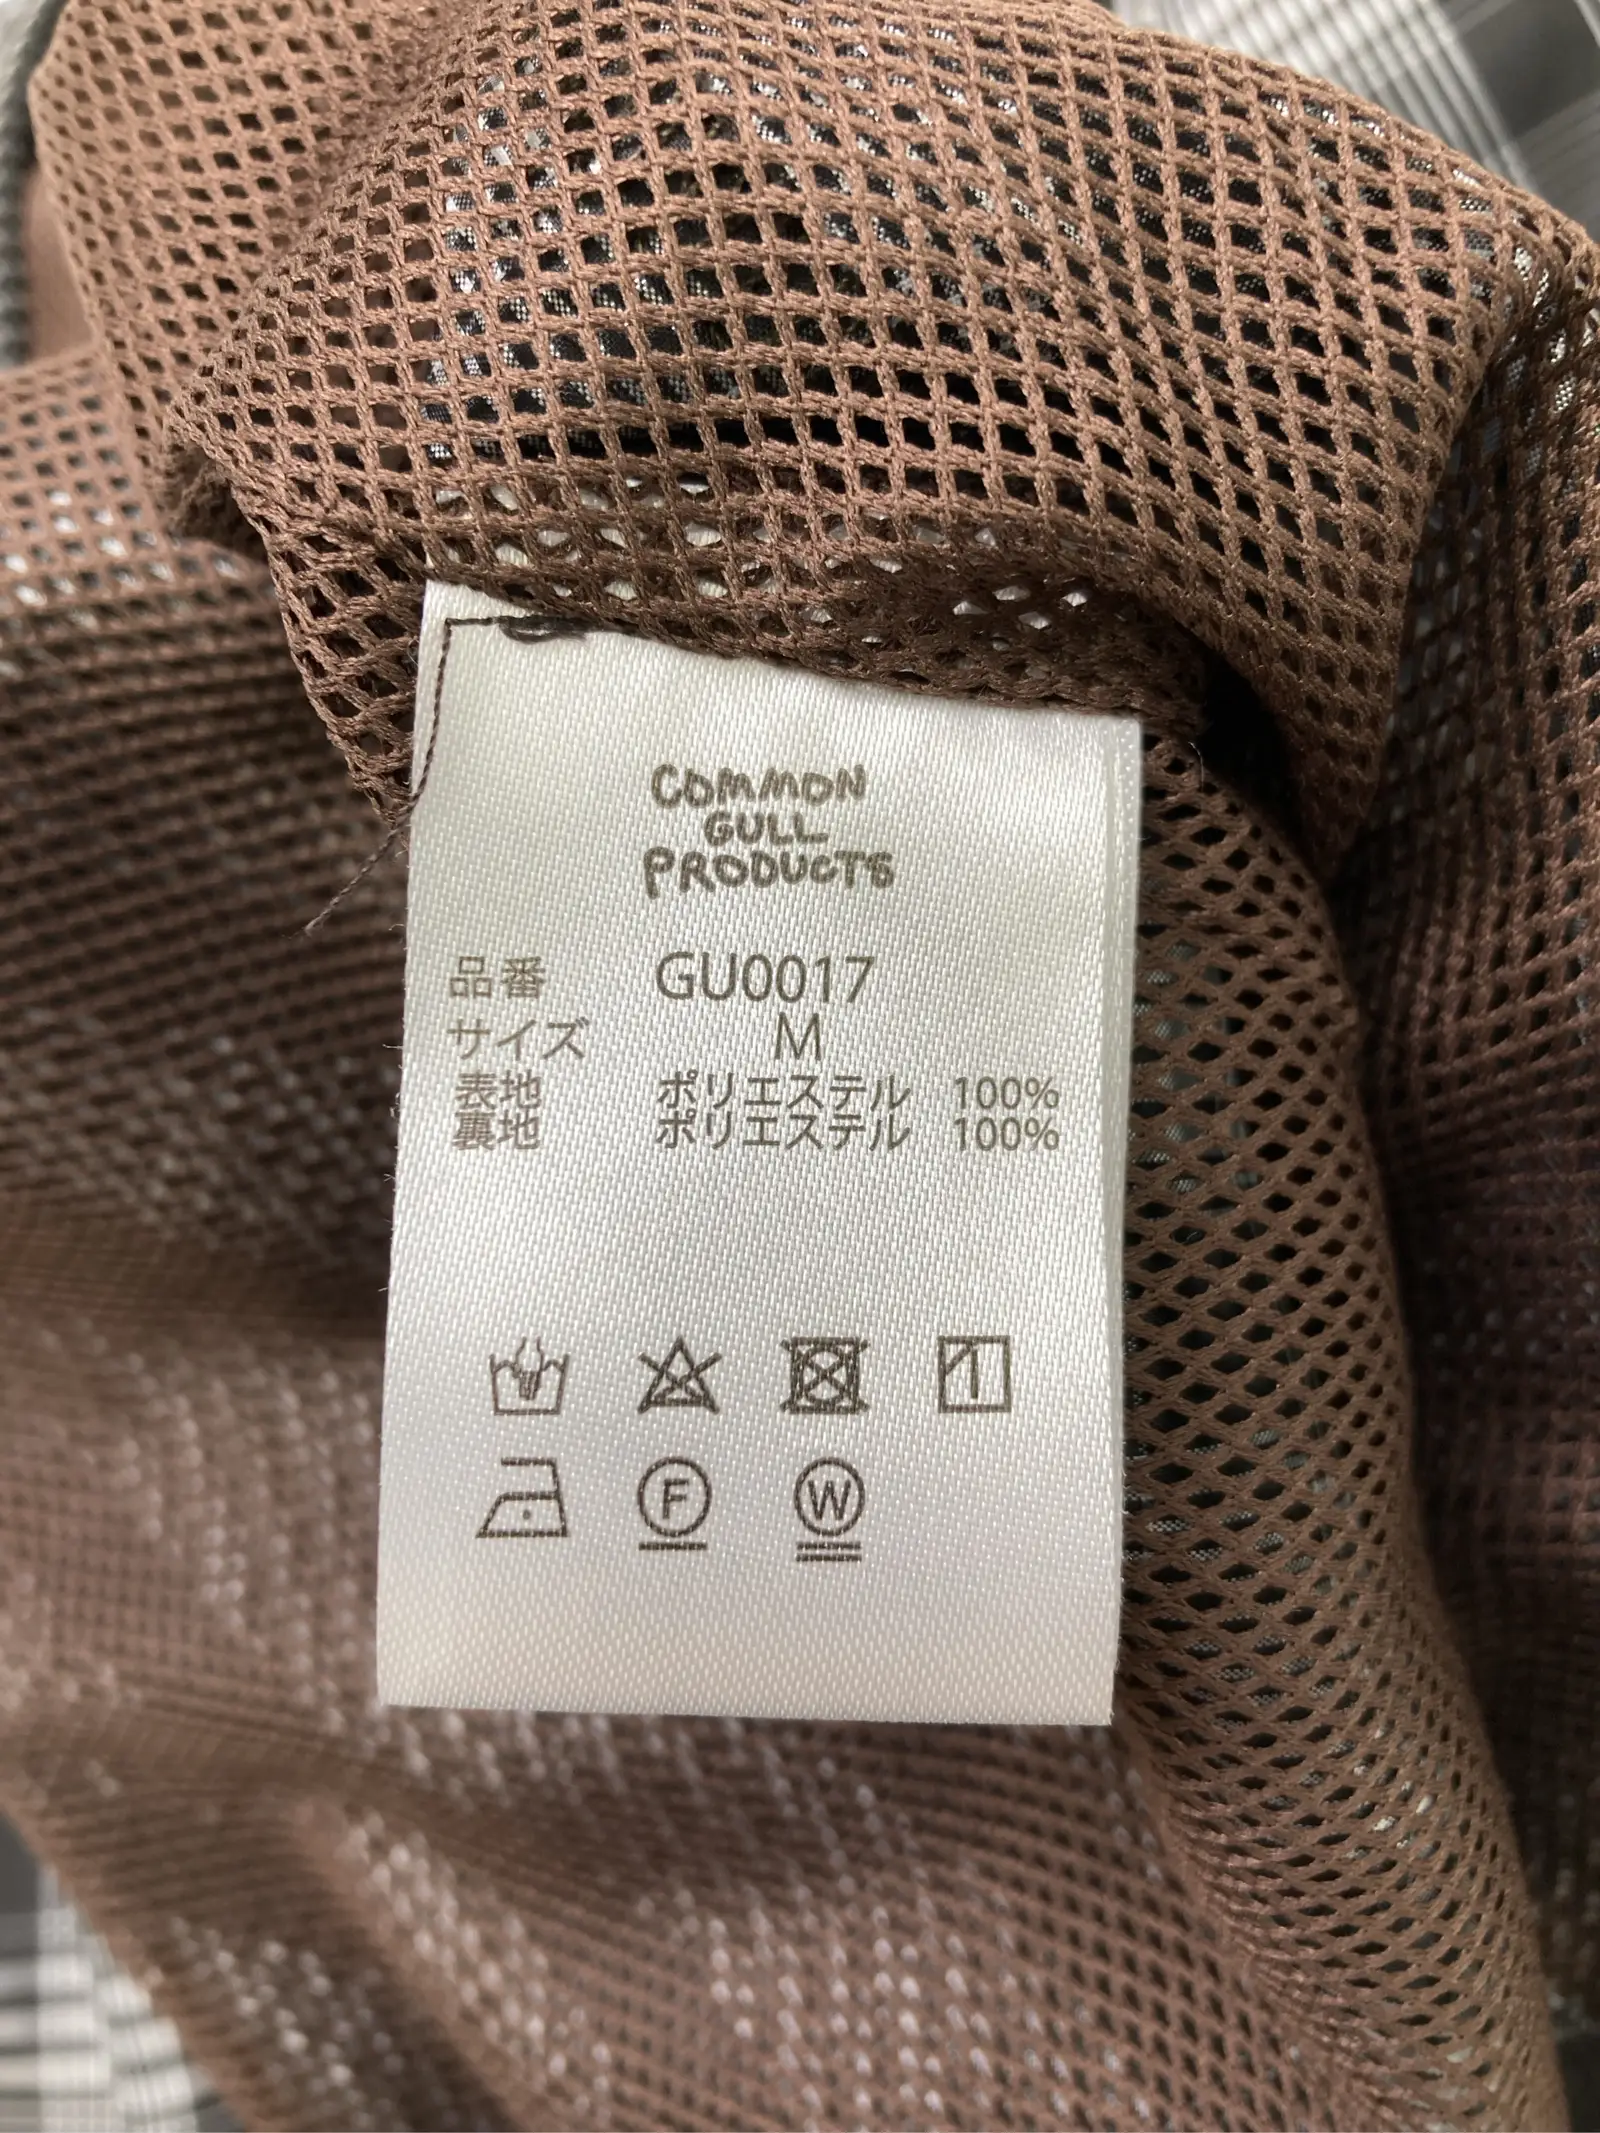 COMMON
GULL
PRODUCTS
品番 GU0017
サイズ M
表地 ポリエステル 100%
裏地 ポリエステル 100%
F W